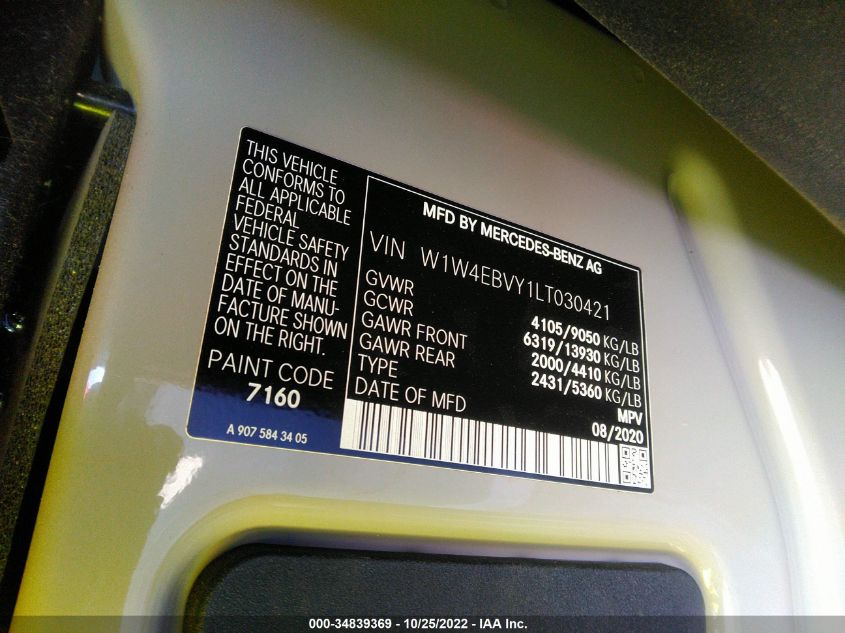 THIS VEHICLE
CONFORMS TO
ALL APPLICABLE
FEDERAL
VEHICLE SAFETY
STANDARDS IN
EFFECT ON THE
DATE OF MANU-
FACTURE SHOWN
ON THE RIGHT.
PAINT CODE
7160
A 907 584 34 05
MFD BY MERCEDES-BENZ AG
VIN W1W4EBVY1LT030421
GVWR 4105/9050 KG/LB
GCWR 6319/13930 KG/LB
GAWR FRONT 2000/4410 KG/LB
GAWR REAR 2431/5360 KG/LB
TYPE MPV
DATE OF MFD 08/2020
000-34839369 - 10/25/2022 - IAA Inc.